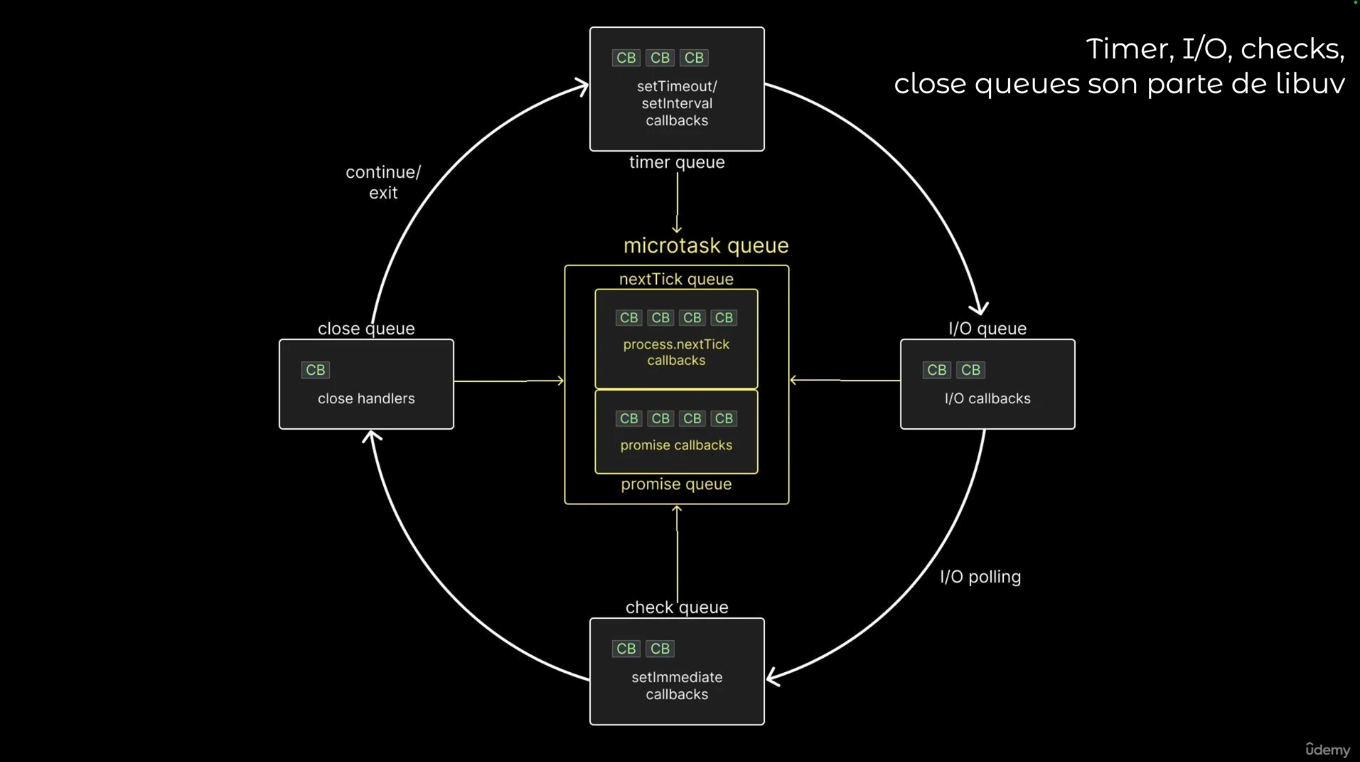 Timer, I/O, checks,
close queues son parte de libuv
CB CB CB
setTimeout/
setInterval
callbacks
timer queue
continue/
exit
microtask queue
nextTick queue
CB CB CB CB
process.nextTick
callbacks
CB CB CB CB
promise callbacks
promise queue
close queue
CB
close handlers
I/O queue
CB CB
I/O callbacks
I/O polling
check queue
CB CB
setImmediate
callbacks
ûdemy